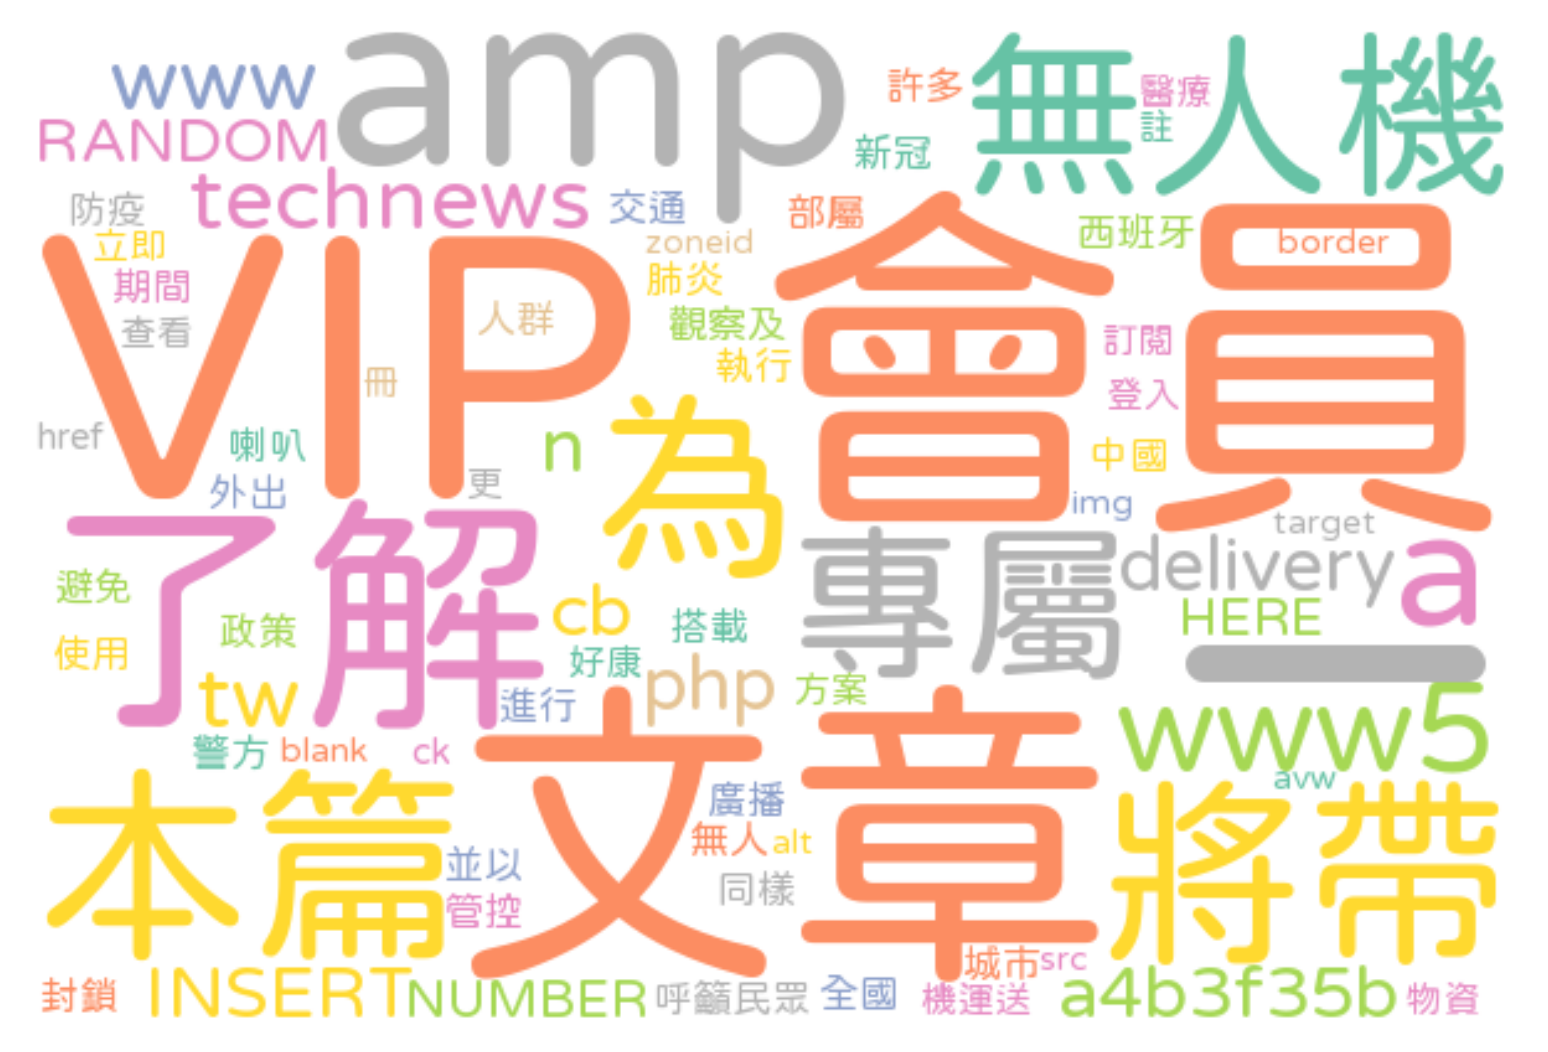 amp
無人機
www
許多
醫療
RANDOM
註
新冠
technews
防疫
交通
部屬
西班牙
立即
zoneid
border
VIP
會員
期間
肺炎
查看
人群
觀察及
訂閱
執行
冊
登入
href
喇叭
n
為
中國
外出
更
img
target
了解
專屬
delivery
a
避免
cb
政策
搭載
HERE
使用
好康
一
tw
進行
php
方案
www5
警方
blank
ck
文章
avw
本篇
廣播
將帶
無人
alt
並以
同樣
管控
城市
src
封鎖
INSERT
NUMBER
呼籲民眾
全國
機運送
a4b3f35b
物資